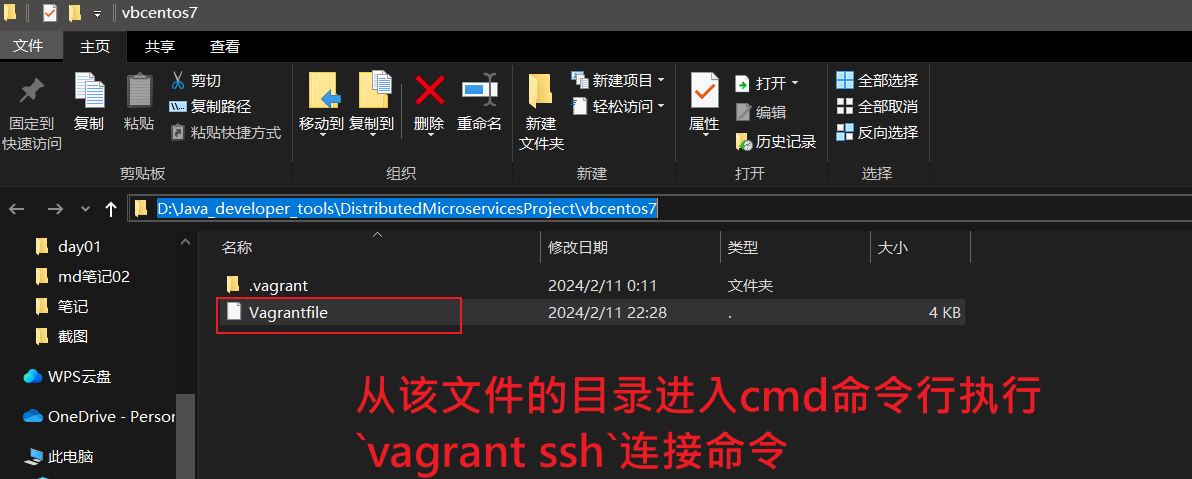 vbcentos7
文件 主页 共享 查看
固定到
快速访问
复制
粘贴
剪切
复制路径
粘贴快捷方式
剪贴板
移动到 复制到 删除 重命名
组织
新建
文件夹
新建项目
轻松访问
新建
属性
打开
编辑
历史记录
打开
全部选择
全部取消
反向选择
选择
D:\Java_developer_tools\DistributedMicroservicesProject\vbcentos7
day01
md笔记02
笔记
截图
WPS云盘
OneDrive - Persor
此电脑
名称 修改日期 类型 大小
.vagrant 2024/2/11 0:11 文件夹
Vagrantfile 2024/2/11 22:28 . 4 KB
从该文件的目录进入cmd命令行执行
`vagrant ssh`连接命令